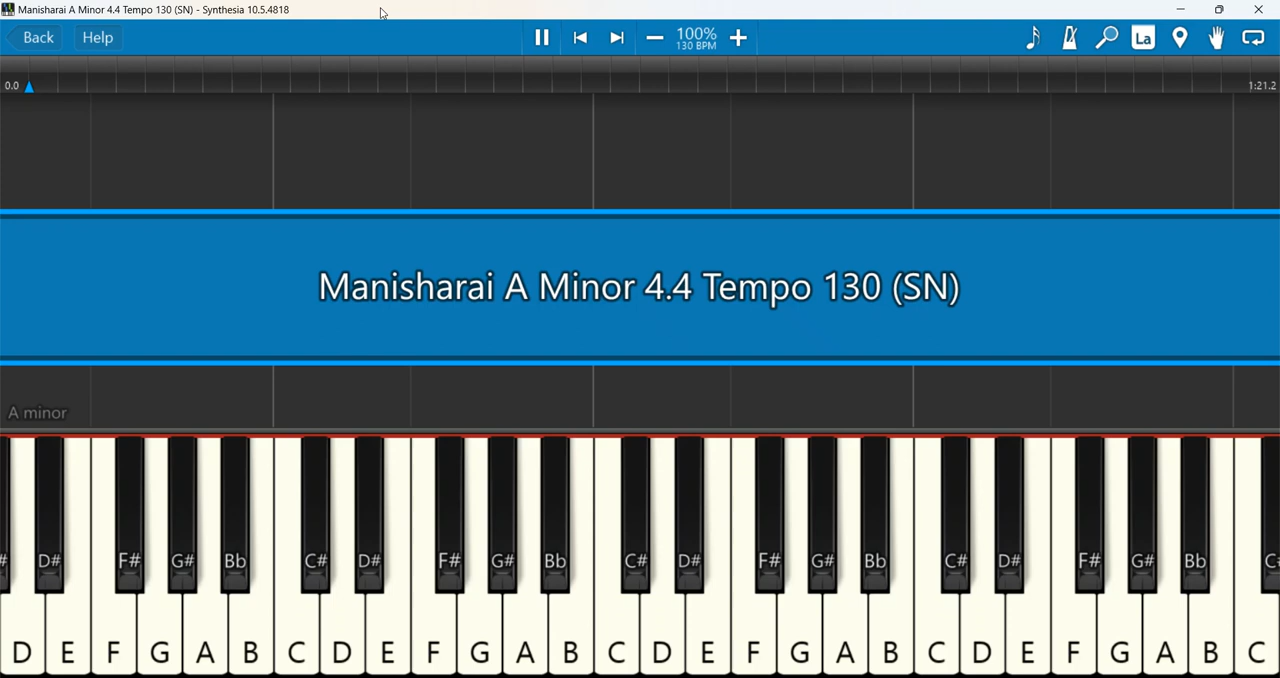 Manisharai A Minor 4.4 Tempo 130 (SN) - Synthesia 10.5.4818
Back Help 100% La
130 BPM
0.0 1:21.2
Manisharai A Minor 4.4 Tempo 130 (SN)
A minor
# D# F# G# Bb C# D# F# G# Bb C# D# F# G# Bb C# D# F# G# Bb C#
D E F G A B C D E F G A B C D E F G A B C D E F G A B C